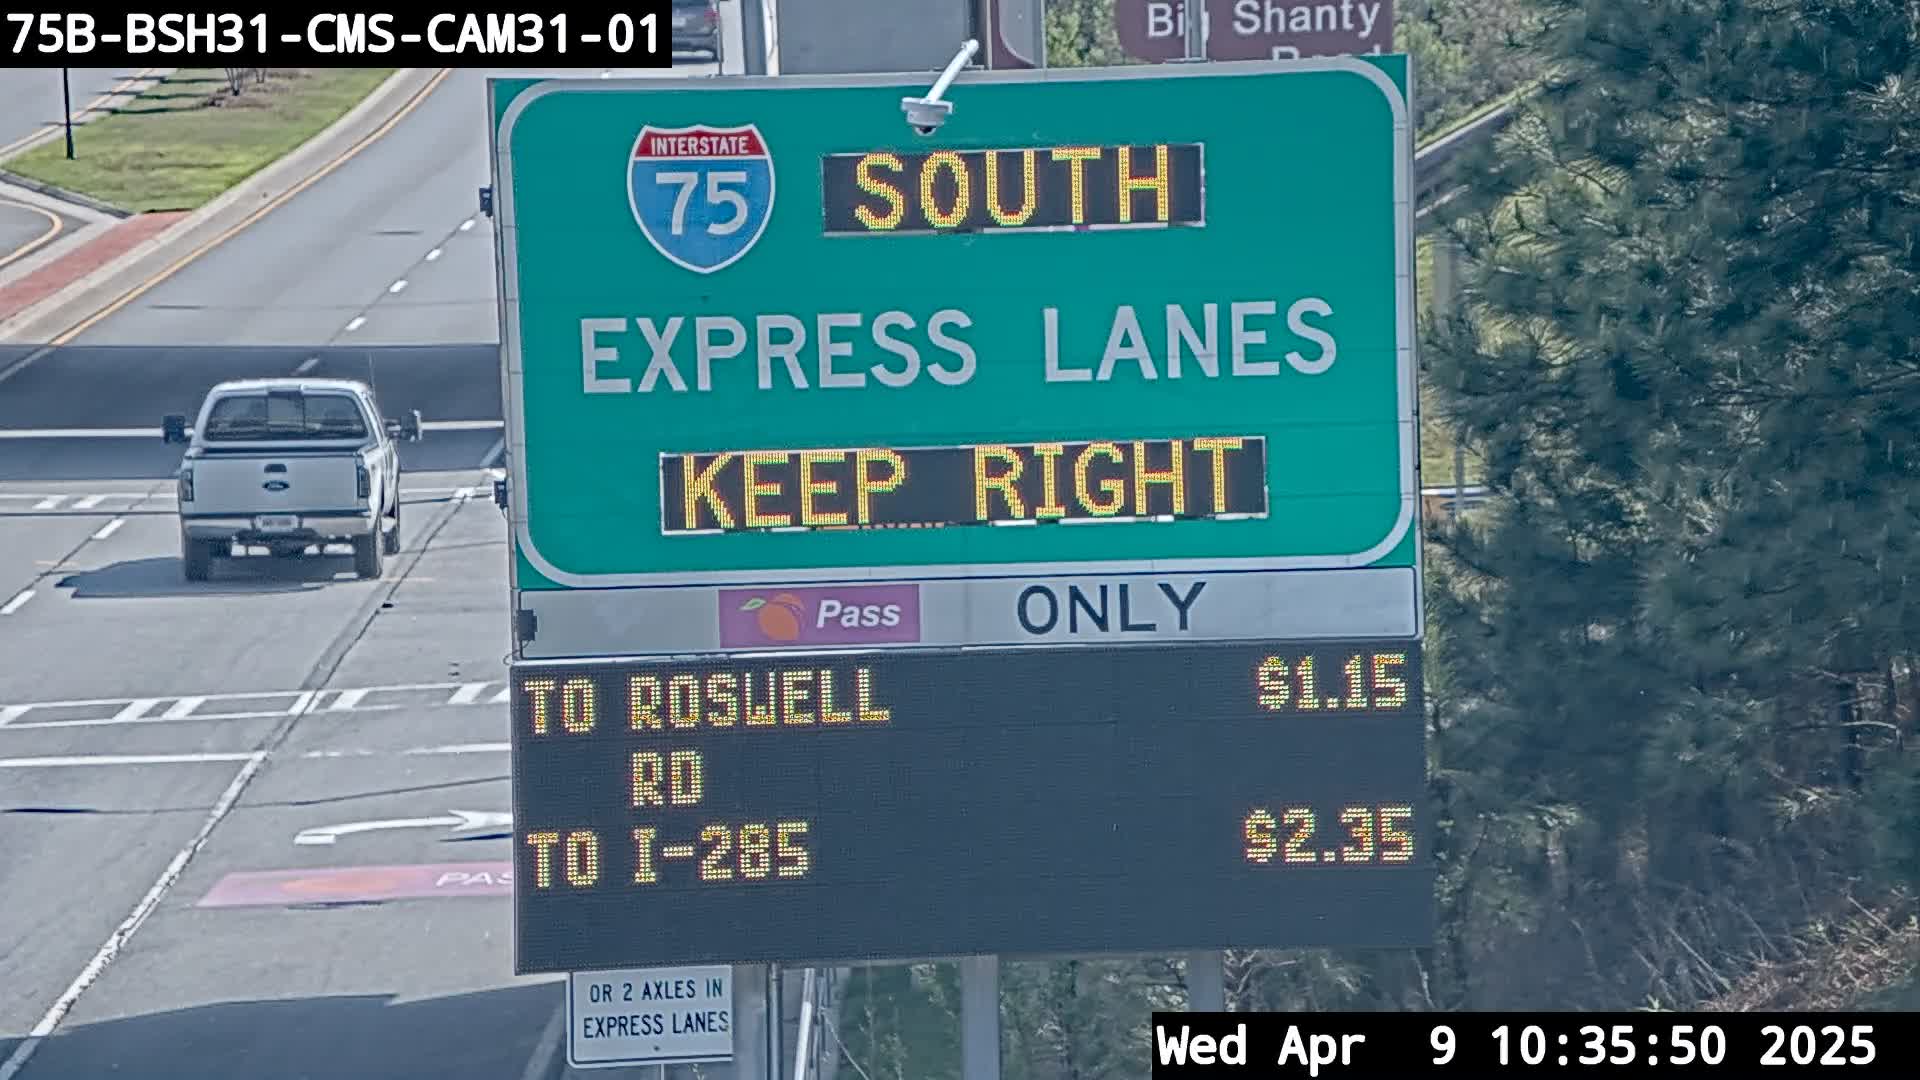 75B-BSH31-CMS-CAM31-01
Big Shanty
Road
INTERSTATE
75
SOUTH
EXPRESS LANES
KEEP RIGHT
Pass
ONLY
TO ROSWELL $1.15
RD
TO I-285 $2.35
PAS
OR 2 AXLES IN
EXPRESS LANES
Wed Apr 9 10:35:50 2025